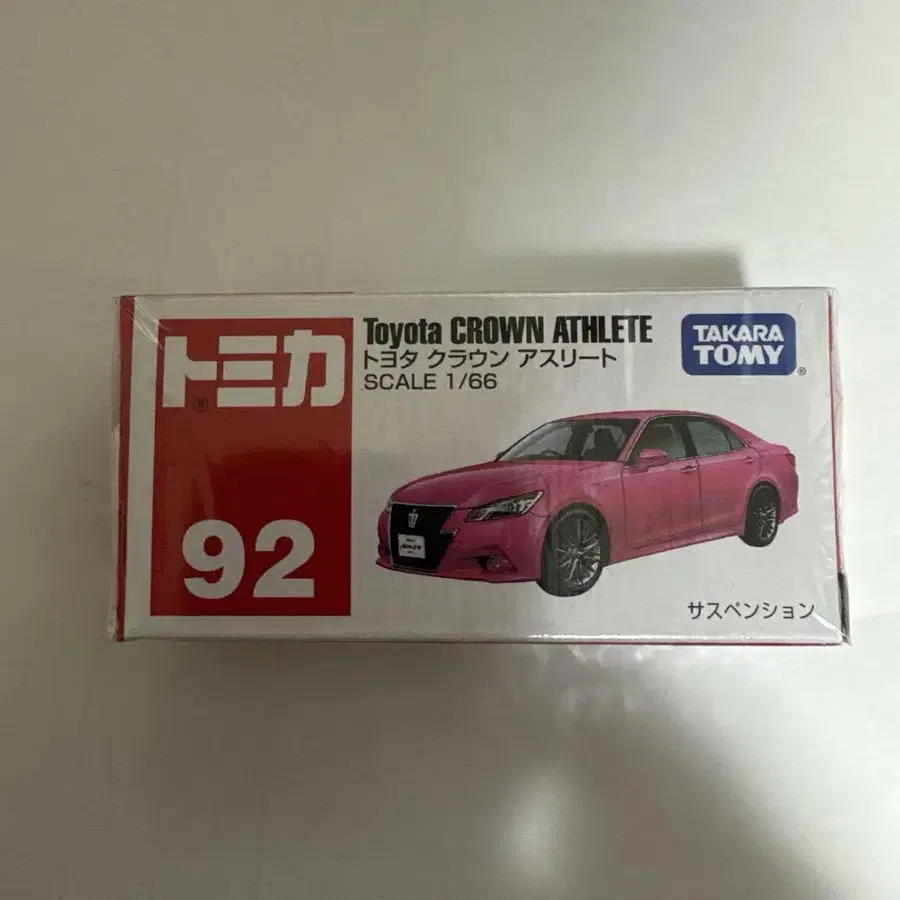 トミカ
®
92
Toyota CROWN ATHLETE
トヨタ クラウン アスリート
SCALE 1/66
TAKARA
TOMY
®
サスペンション